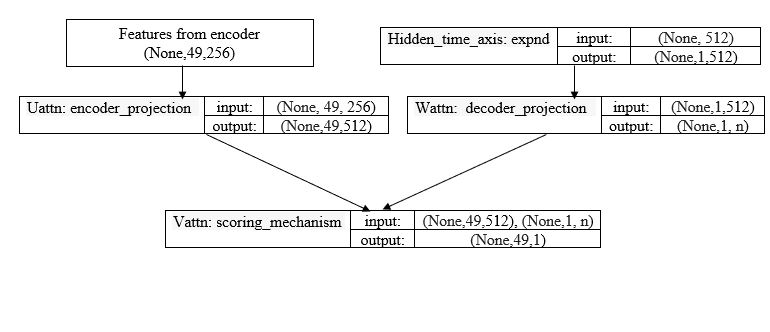 Features from encoder
(None,49,256)
Hidden_time_axis: expnd
input:
(None, 512)
output:
(None,1,512)
Uattn: encoder_projection
input:
(None, 49, 256)
output:
(None,49,512)
Wattn: decoder_projection
input:
(None,1,512)
output:
(None,1, n)
Vattn: scoring_mechanism
input:
(None,49,512), (None,1, n)
output:
(None,49,1)